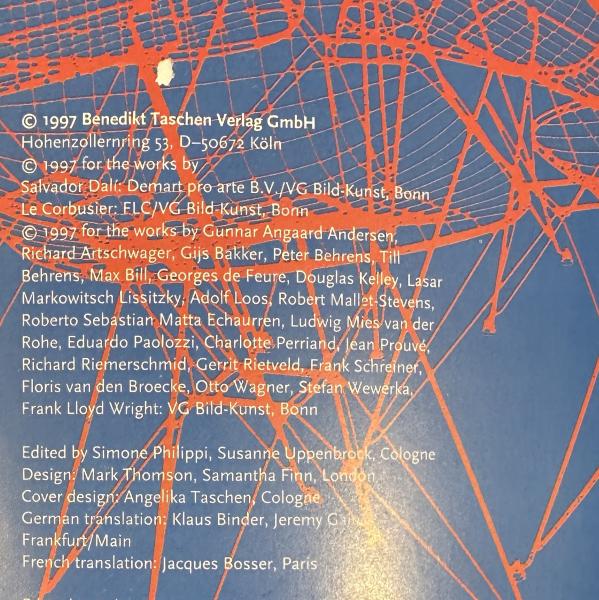 © 1997 Benedikt Taschen Verlag GmbH
Hohenzollernring 53, D–50672 Köln
© 1997 for the works by
Salvador Dalí: Demart pro arte B.V./VG Bild-Kunst, Bonn
Le Corbusier: FLC/VG Bild-Kunst, Bonn
© 1997 for the works by Gunnar Angaard Andersen,
Richard Artschwager, Gijs Bakker, Peter Behrens, Till
Behrens, Max Bill, Georges de Feure, Douglas Kelley, Lasar
Markowitsch Lissitzky, Adolf Loos, Robert Mallet-Stevens,
Roberto Sebastian Matta Echaurren, Ludwig Mies van der
Rohe, Eduardo Paolozzi, Charlotte Perriand, Jean Prouvé,
Richard Riemerschmid, Gerrit Rietveld, Frank Schreiner,
Floris van den Broecke, Otto Wagner, Stefan Wewerka,
Frank Lloyd Wright: VG Bild-Kunst, Bonn
Edited by Simone Philippi, Susanne Uppenbrock, Cologne
Design: Mark Thomson, Samantha Finn, London
Cover design: Angelika Taschen, Cologne
German translation: Klaus Binder, Jeremy
Frankfurt/Main
French translation: Jacques Bosser, Paris